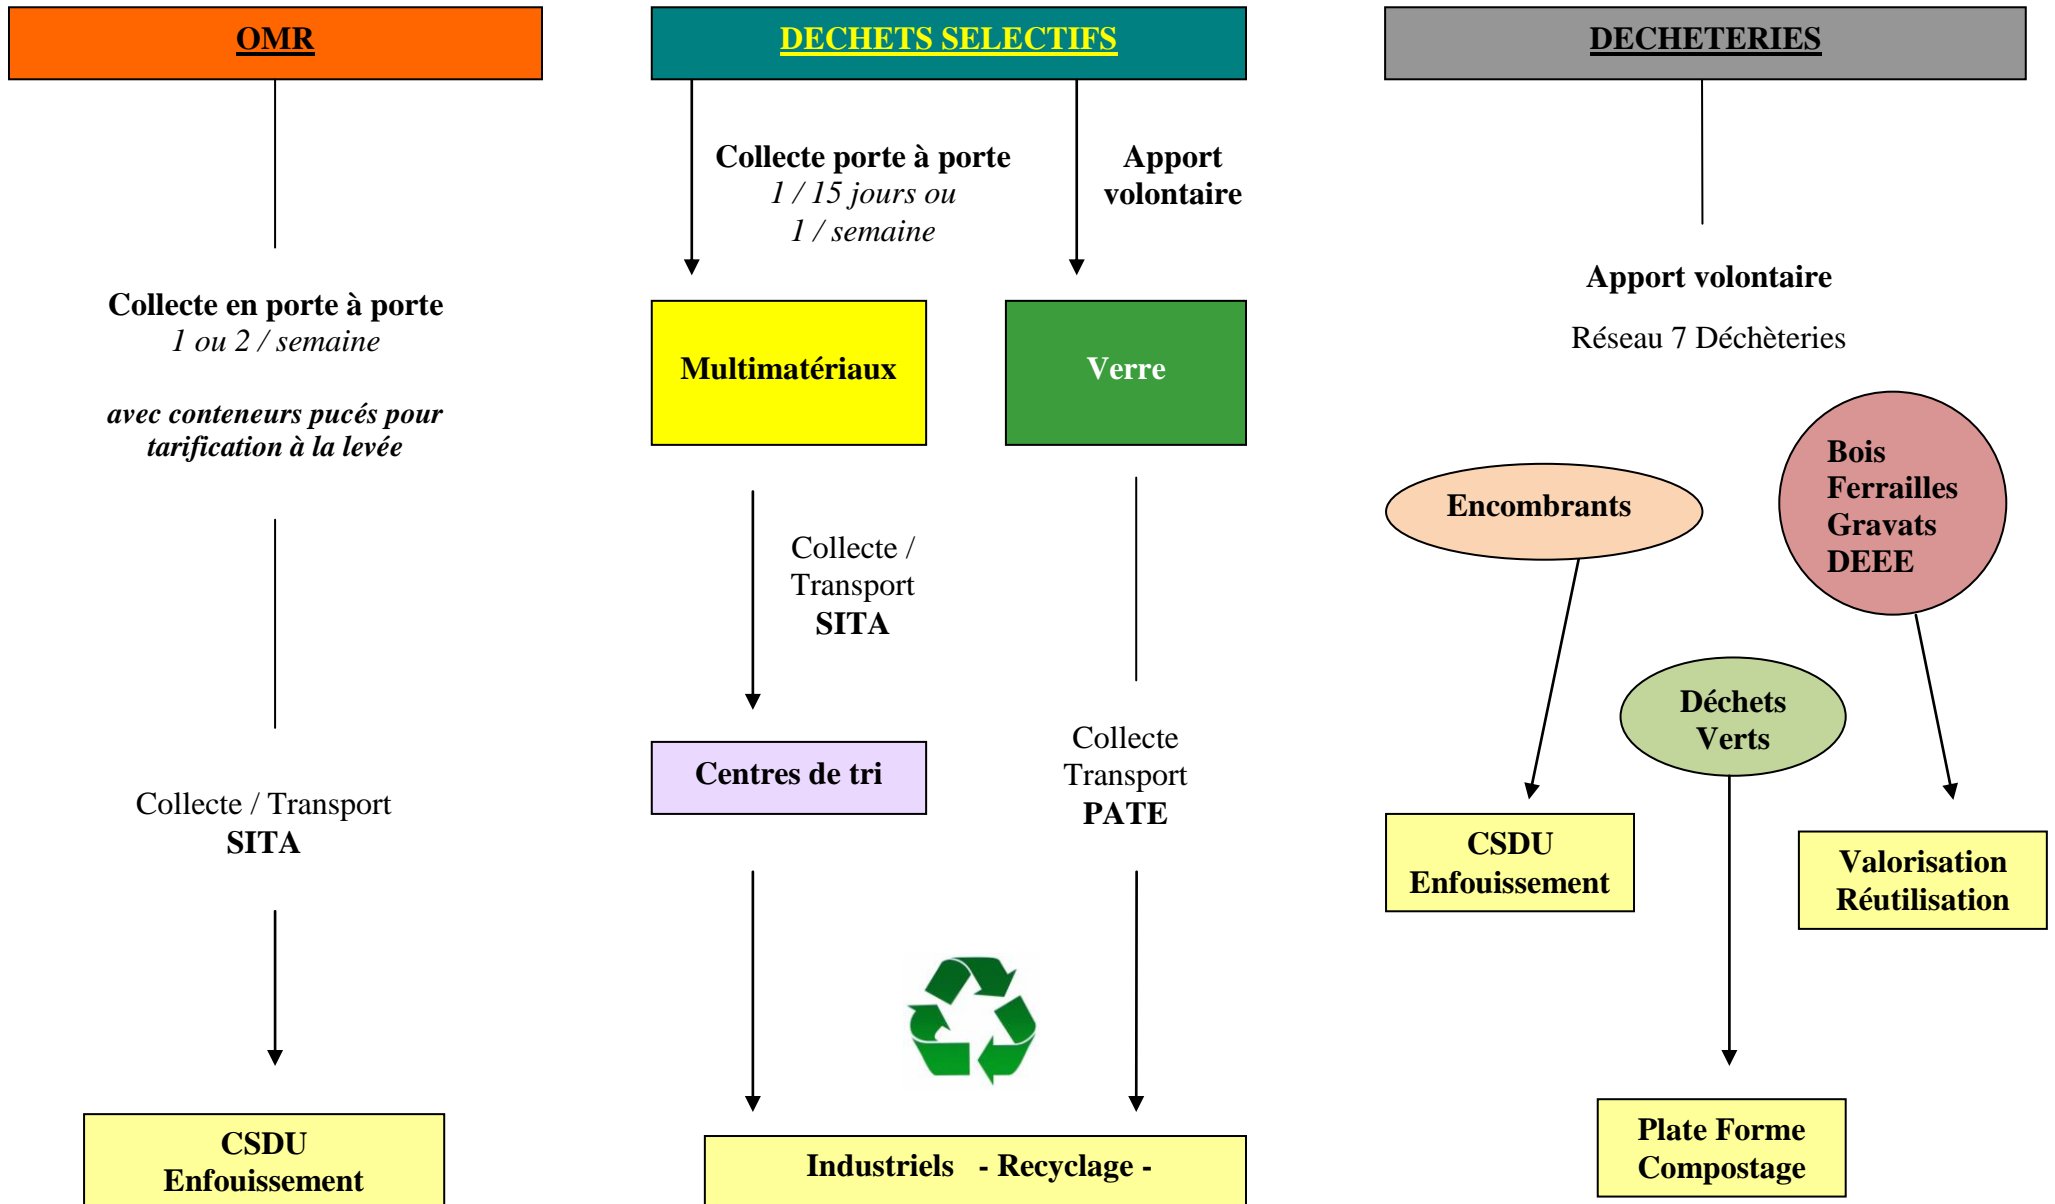 OMR
Collecte en porte à porte
1 ou 2 / semaine
avec conteneurs pucés pour
tarification à la levée
Collecte / Transport
SITA
CSDU
Enfouissement
DECHETS SELECTIFS
Collecte porte à porte
1 / 15 jours ou
1 / semaine
Apport
volontaire
Multimatériaux
Verre
Collecte /
Transport
SITA
Centres de tri
Collecte
Transport
PATE
Industriels - Recyclage -
DECHETERIES
Apport volontaire
Réseau 7 Déchèteries
Encombrants
Bois
Ferrailles
Gravats
DEEE
Déchets
Verts
CSDU
Enfouissement
Valorisation
Réutilisation
Plate Forme
Compostage